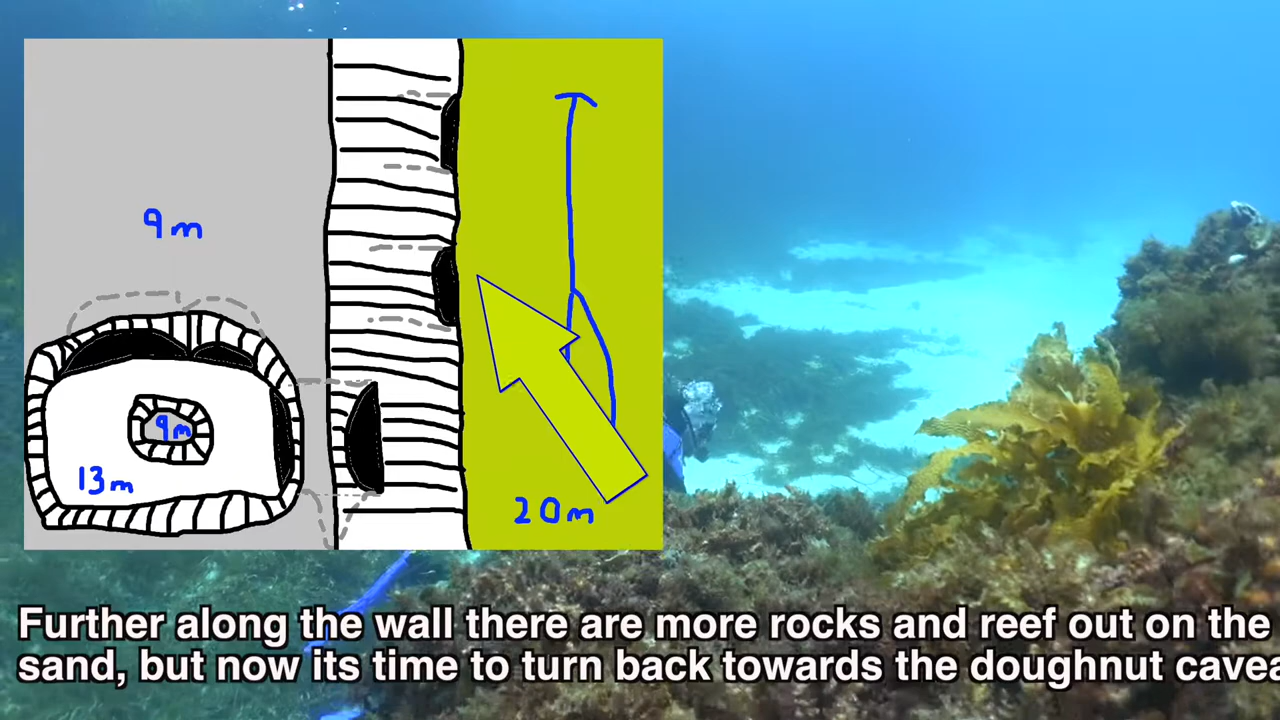 9m
9m
13m
20m
Further along the wall there are more rocks and reef out on the
sand, but now its time to turn back towards the doughnut cavea